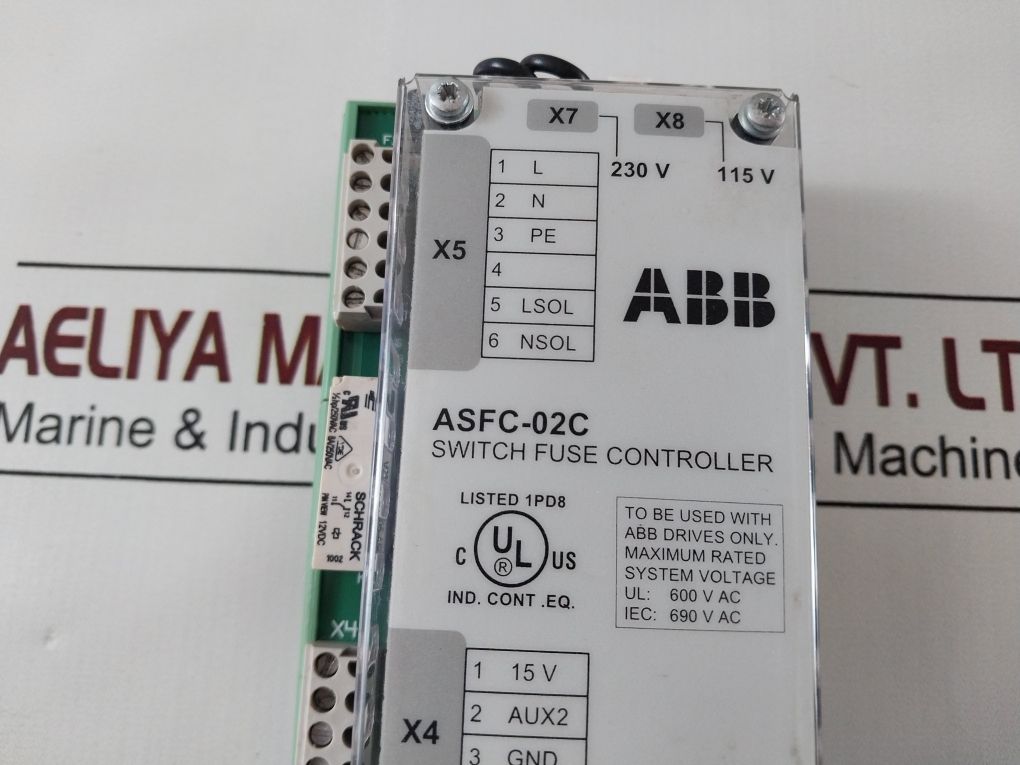 X7 X8
230 V 115 V
X5
1 L
2 N
3 PE
4
5 LSOL
6 NSOL
ABB
ASFC-02C
SWITCH FUSE CONTROLLER
LISTED 1PD8
C UL US
®
IND. CONT .EQ.
TO BE USED WITH
ABB DRIVES ONLY.
MAXIMUM RATED
SYSTEM VOLTAGE
UL: 600 V AC
IEC: 690 V AC
X4
1 15 V
2 AUX2
3 GND
X4
SCHRACK
12VDC
1002
AELIYA MA VT. LT
Marine & Indu Machine